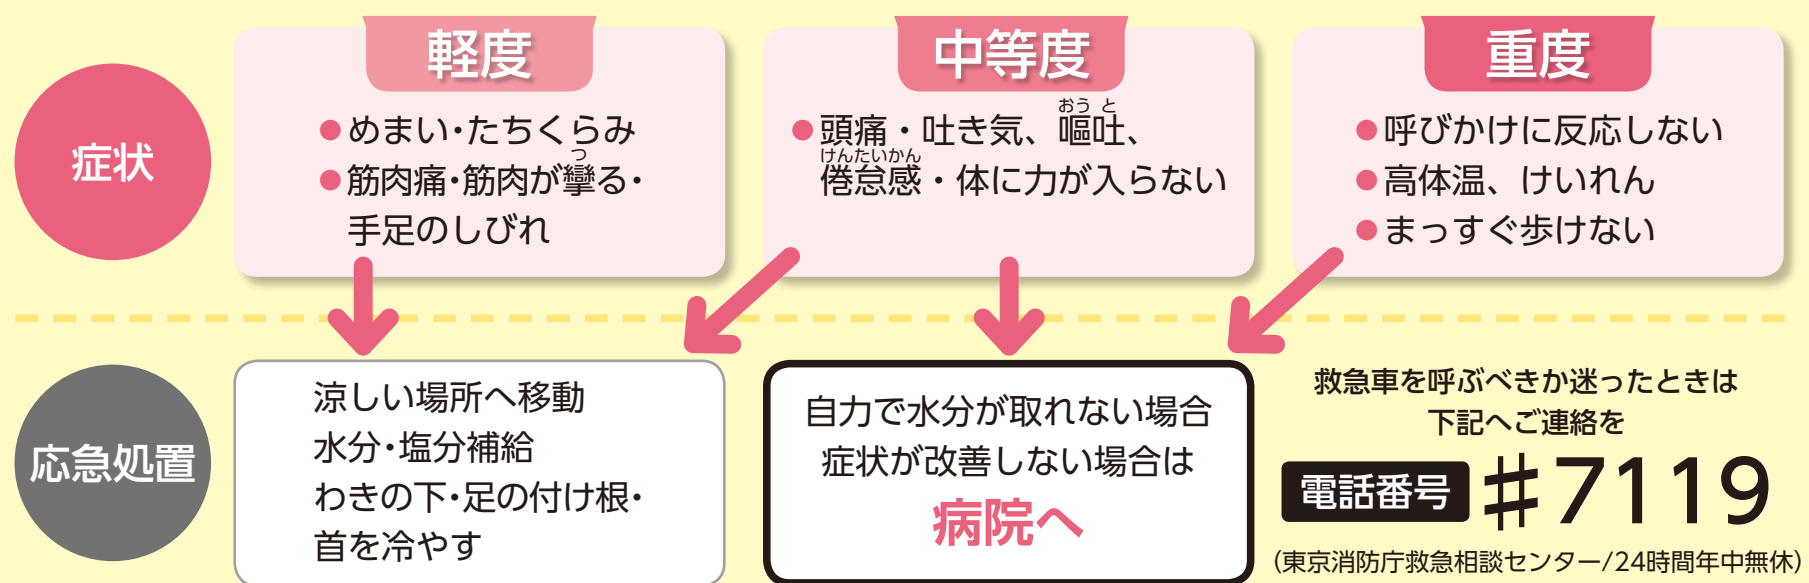 症状
軽度
●めまい・たちくらみ
つ
●筋肉痛・筋肉が攣る・
手足のしびれ
中等度
おう と
●頭痛・吐き気、嘔吐、
けんたいかん
倦怠感・体に力が入らない
重度
●呼びかけに反応しない
●高体温、けいれん
●まっすぐ歩けない
応急処置
涼しい場所へ移動
水分・塩分補給
わきの下・足の付け根・
首を冷やす
自力で水分が取れない場合
症状が改善しない場合は
病院へ
救急車を呼ぶべきか迷ったときは
下記へご連絡を
電話番号 ♯7119
(東京消防庁救急相談センター/24時間年中無休)